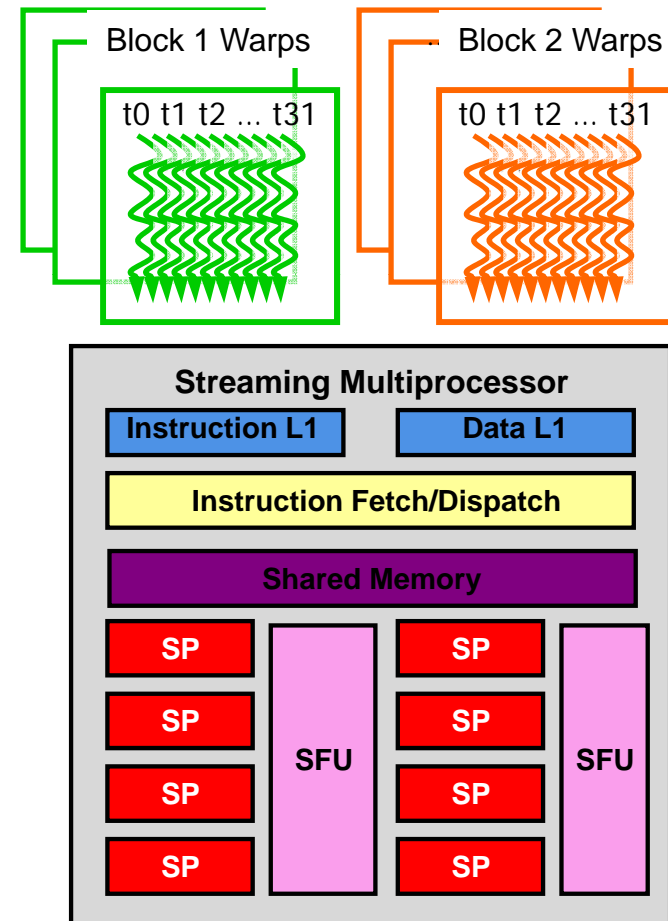 Block 1 Warps
Block 2 Warps
t0 t1 t2 ... t31
t0 t1 t2 ... t31
Streaming Multiprocessor
Instruction L1
Data L1
Instruction Fetch/Dispatch
Shared Memory
SP
SP
SP
SP
SFU
SFU
SP
SP
SP
SP